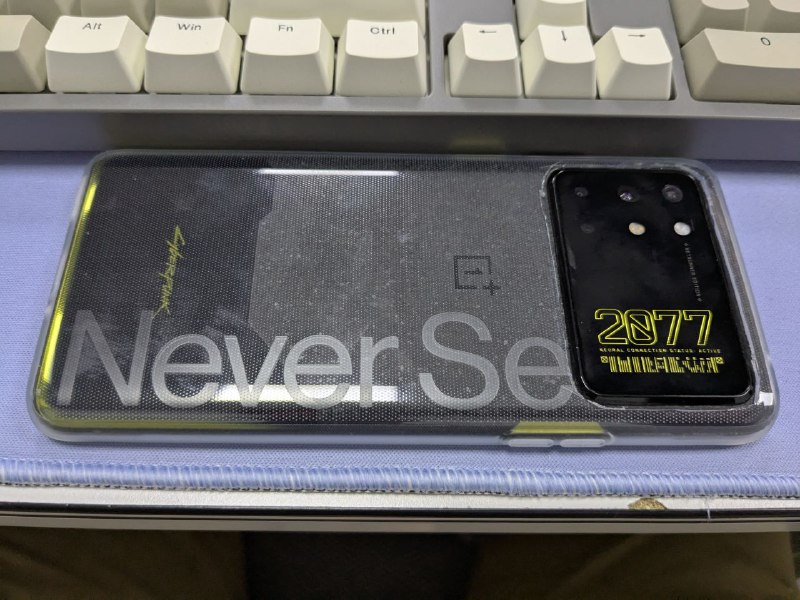 Alt Win Fn Ctrl ← ↓ → 0
Cyberpunk
Never Se
2077
NEURAL CONNECTION STATUS: ACTIVE